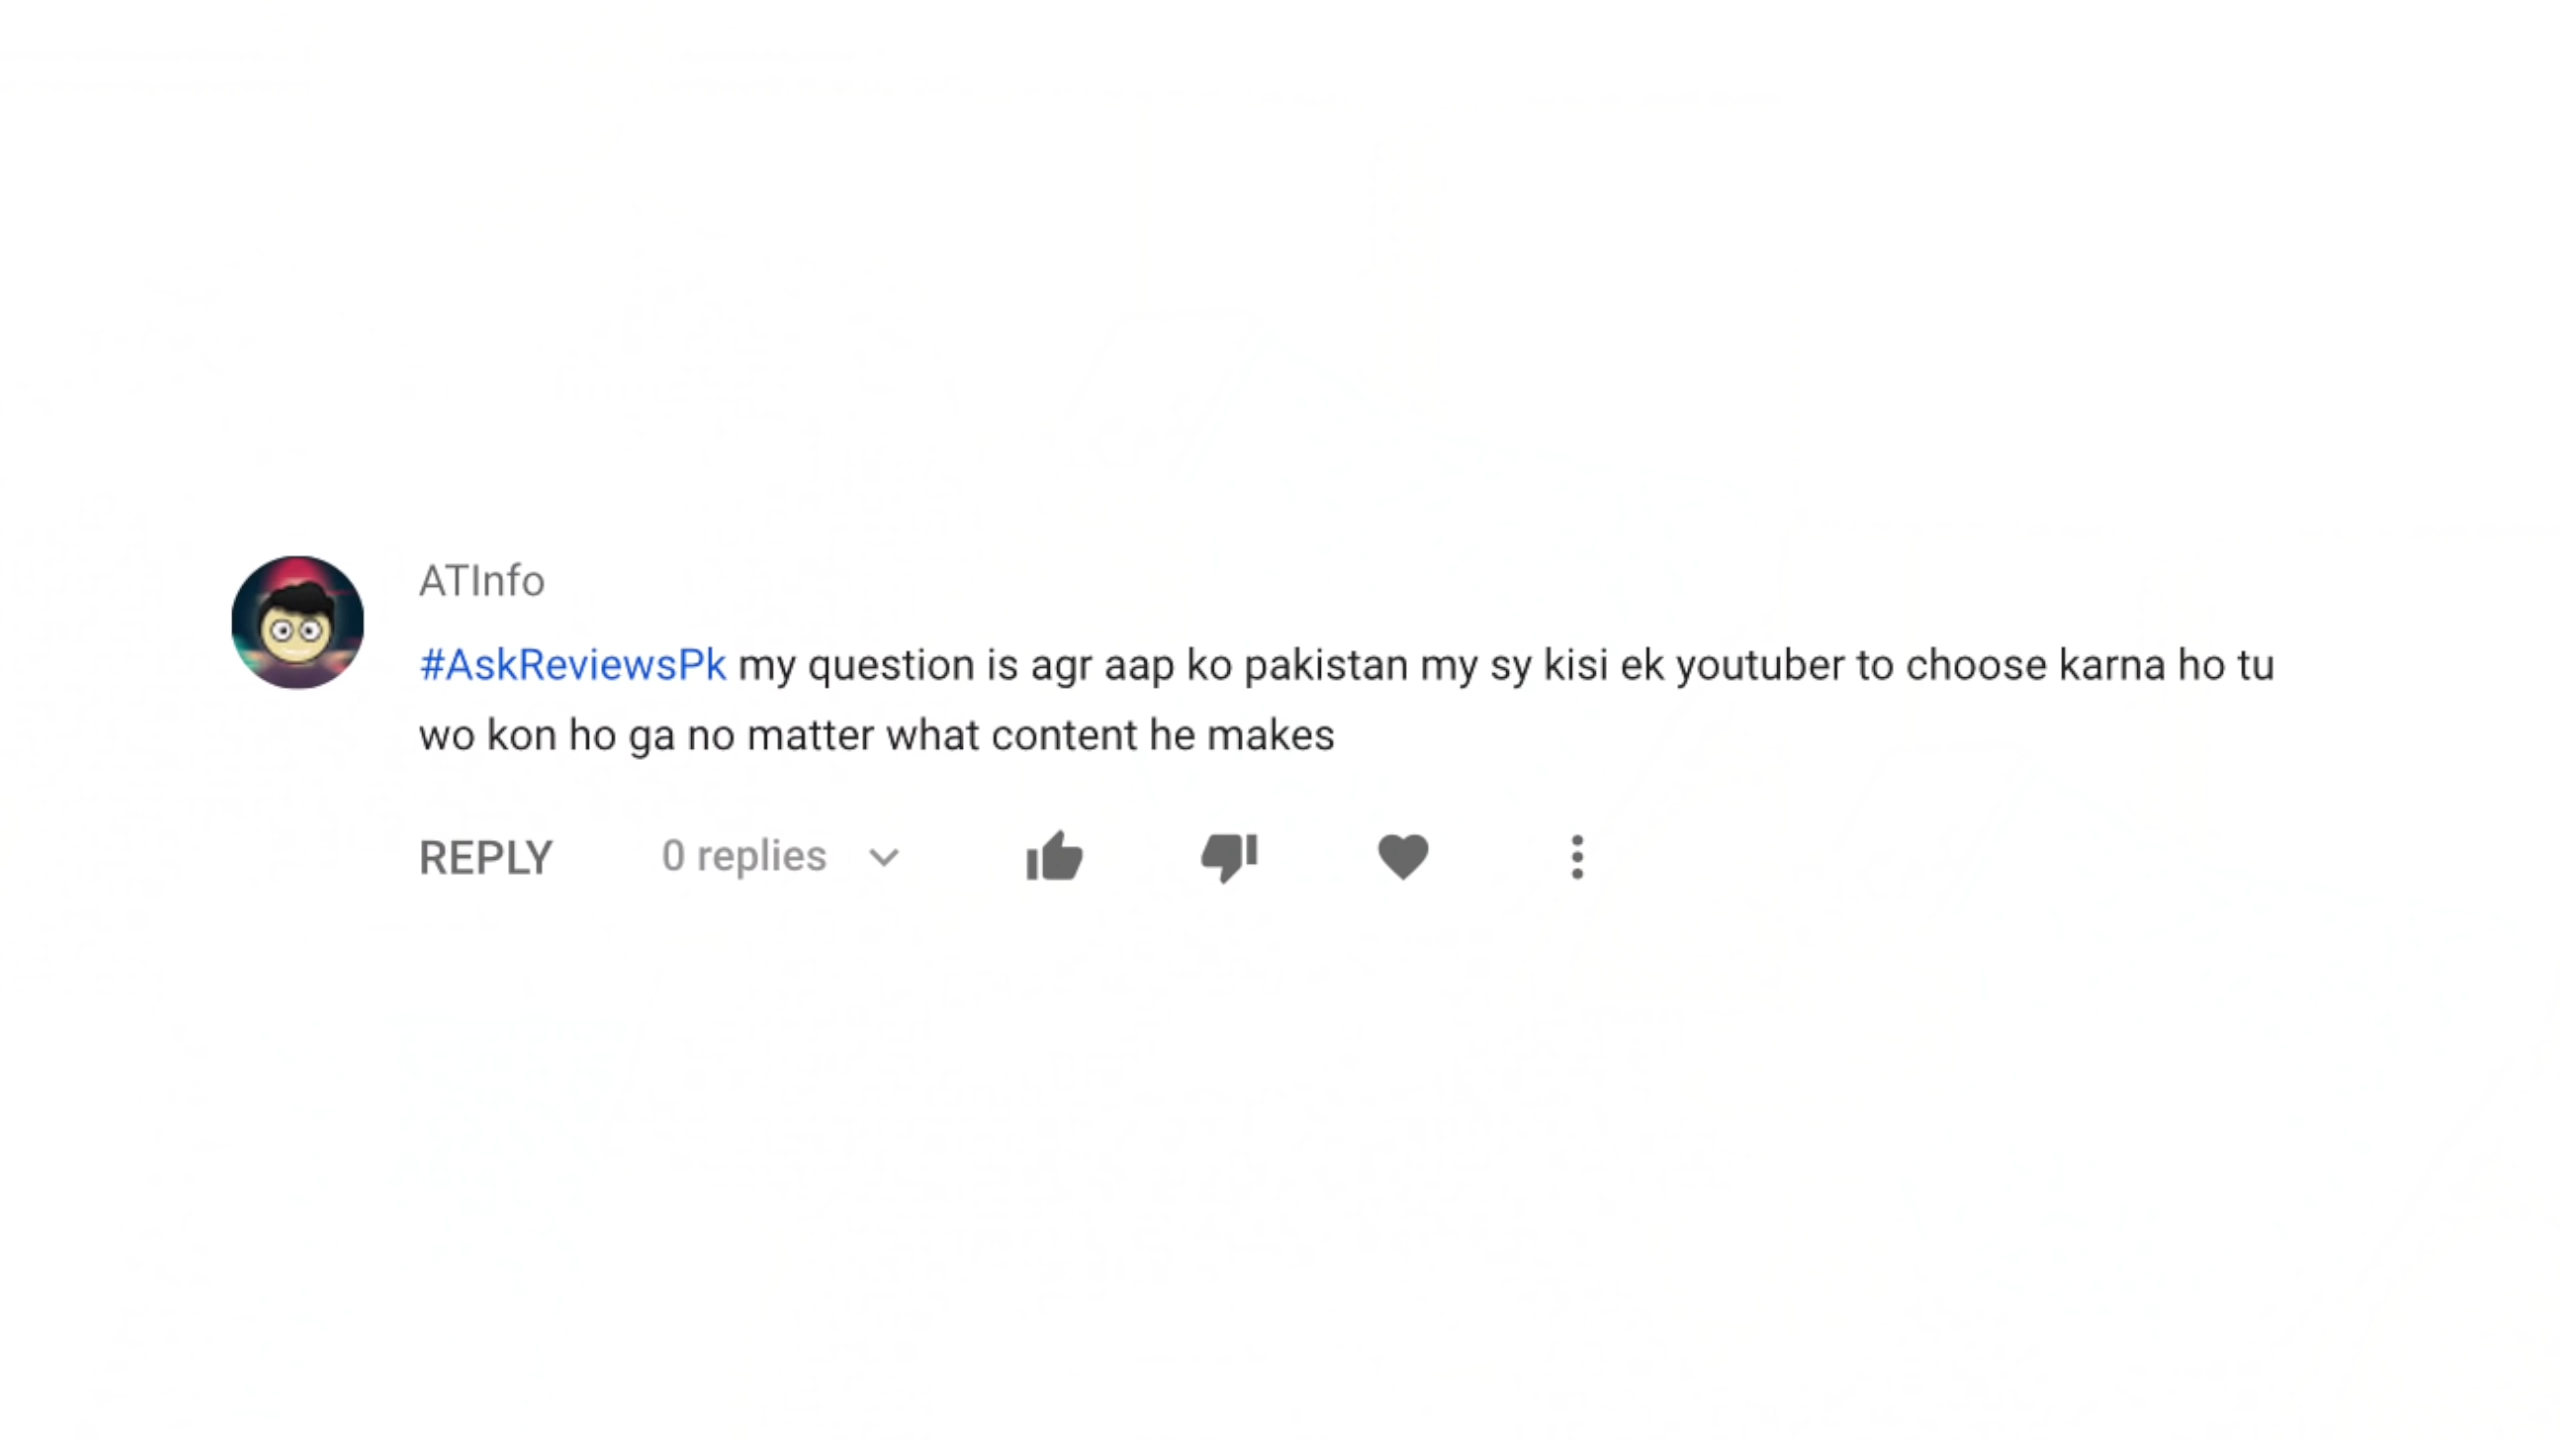 ATInfo
#AskReviewsPk my question is agr aap ko pakistan my sy kisi ek youtuber to choose karna ho tu
wo kon ho ga no matter what content he makes
REPLY 0 replies